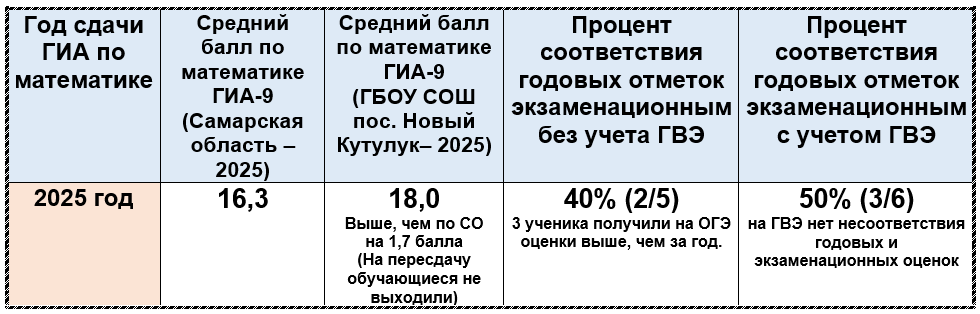 Год сдачи
ГИА по
математике
Средний
балл по
математике
ГИА-9
(Самарская
область –
2025)
Средний балл
по математике
ГИА-9
(ГБОУ СОШ
пос. Новый
Кутулук– 2025)
Процент
соответствия
годовых отметок
экзаменационным
без учета ГВЭ
Процент
соответствия
годовых отметок
экзаменационным
с учетом ГВЭ
2025 год
16,3
18,0
Выше, чем по СО
на 1,7 балла
(На пересдачу
обучающиеся не
выходили)
40% (2/5)
3 ученика получили на ОГЭ
оценки выше, чем за год.
50% (3/6)
на ГВЭ нет несоответствия
годовых и
экзаменационных оценок